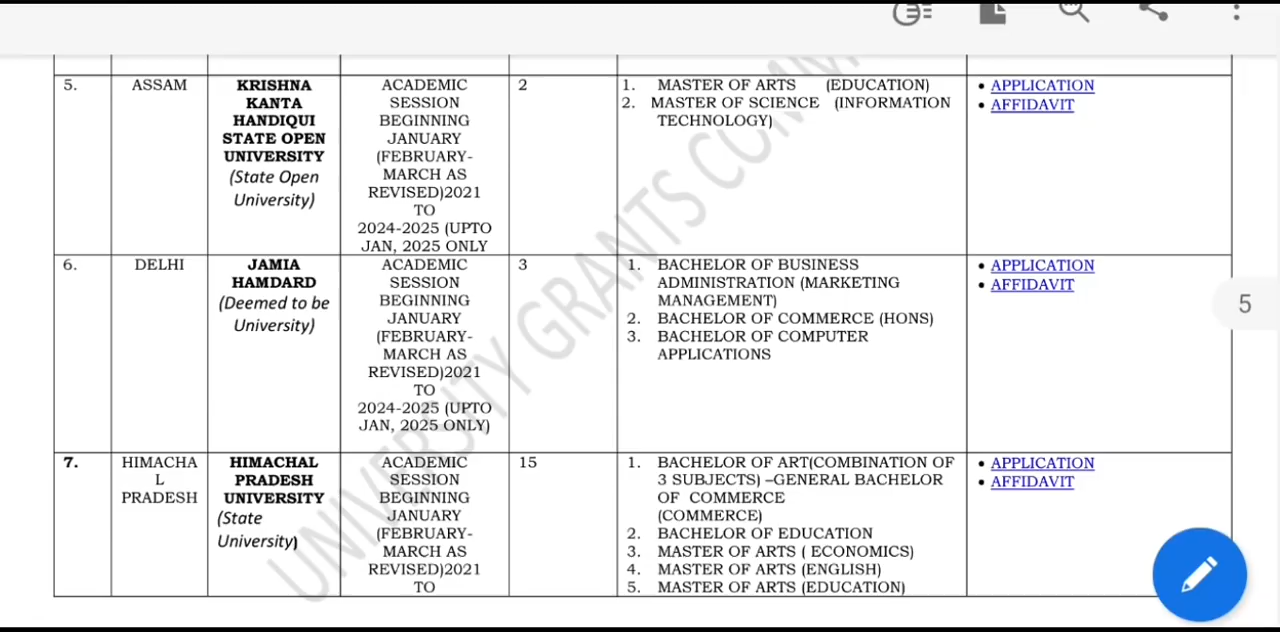 5.
ASSAM
KRISHNA
KANTA
HANDIQUI
STATE OPEN
UNIVERSITY
(State Open
University)
ACADEMIC
SESSION
BEGINNING
JANUARY
(FEBRUARY-
MARCH AS
REVISED)2021
TO
2024-2025 (UPTO
JAN, 2025 ONLY
2
1. MASTER OF ARTS (EDUCATION)
2. MASTER OF SCIENCE (INFORMATION
TECHNOLOGY)
• APPLICATION
• AFFIDAVIT
6.
DELHI
JAMIA
HAMDARD
(Deemed to be
University)
ACADEMIC
SESSION
BEGINNING
JANUARY
(FEBRUARY-
MARCH AS
REVISED)2021
TO
2024-2025 (UPTO
JAN, 2025 ONLY)
3
1. BACHELOR OF BUSINESS
ADMINISTRATION (MARKETING
MANAGEMENT)
2. BACHELOR OF COMMERCE (HONS)
3. BACHELOR OF COMPUTER
APPLICATIONS
• APPLICATION
• AFFIDAVIT
5
7.
HIMACHA
L
PRADESH
HIMACHAL
PRADESH
UNIVERSITY
(State
University)
ACADEMIC
SESSION
BEGINNING
JANUARY
(FEBRUARY-
MARCH AS
REVISED)2021
TO
15
1. BACHELOR OF ART(COMBINATION OF
3 SUBJECTS) –GENERAL BACHELOR
OF COMMERCE
(COMMERCE)
2. BACHELOR OF EDUCATION
3. MASTER OF ARTS ( ECONOMICS)
4. MASTER OF ARTS (ENGLISH)
5. MASTER OF ARTS (EDUCATION)
• APPLICATION
• AFFIDAVIT
UNIVERSITY GRANTS COMM